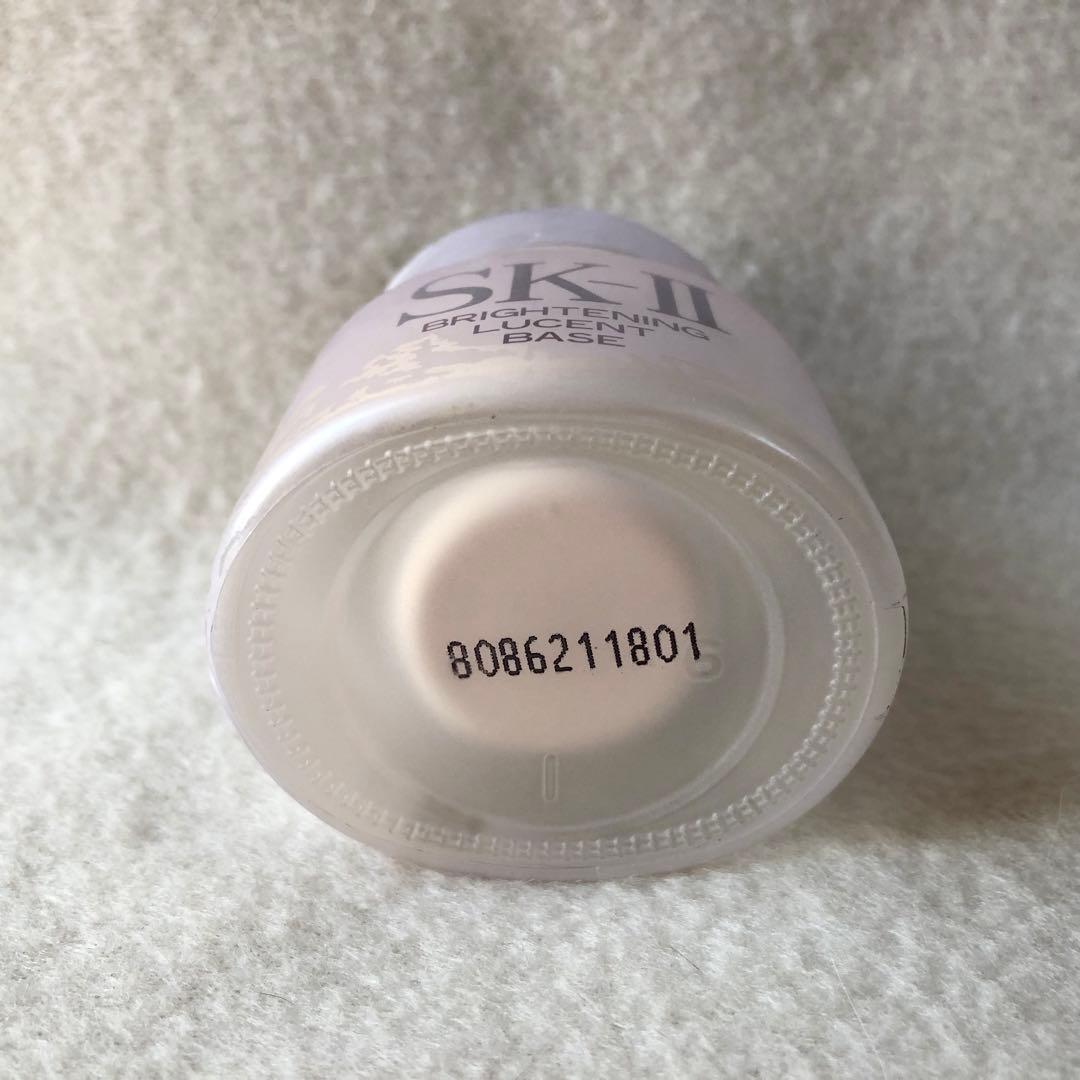 SK-II
BRIGHTENING
LUCENT
BASE
8086211801